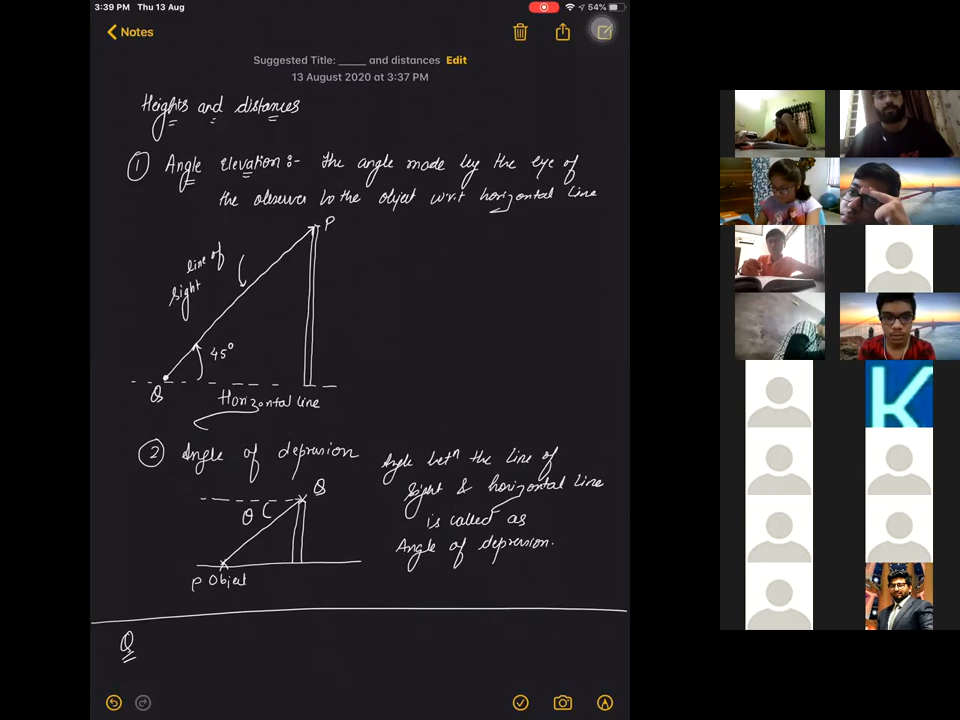 3:39 PM Thu 13 Aug
54%
Notes
Suggested Title: _____ and distances Edit
13 August 2020 at 3:37 PM
Heights and distances
① Angle Elevation :- The angle made by the eye of
the observer to the object w.r.t horizontal line
P
line of
sight
45°
Q
Horizontal line
② Angle of depression
Angle betⁿ the line of
sight & horizontal line
is called as
Angle of depression.
Q
θ
P Object
Q
K